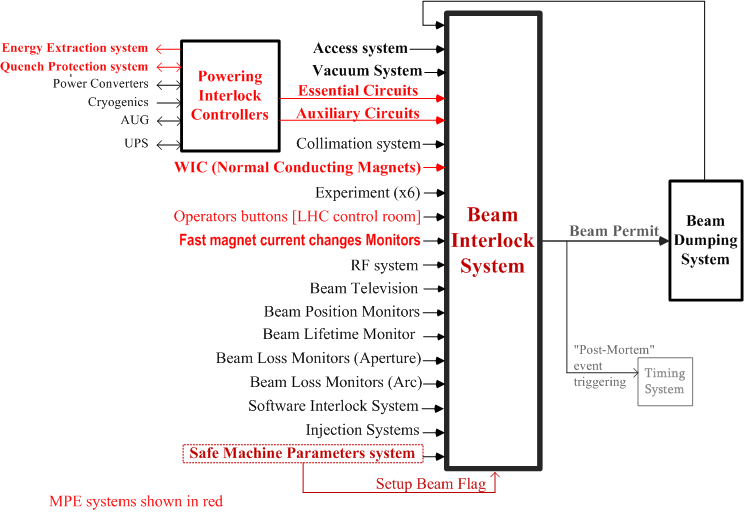 Energy Extraction system
Quench Protection system
Power Converters
Cryogenics
AUG
UPS
Powering
Interlock
Controllers
Access system
Vacuum System
Essential Circuits
Auxiliary Circuits
Collimation system
WIC (Normal Conducting Magnets)
Experiment (x6)
Operators buttons [LHC control room]
Fast magnet current changes Monitors
RF system
Beam Television
Beam Position Monitors
Beam Lifetime Monitor
Beam Loss Monitors (Aperture)
Beam Loss Monitors (Arc)
Software Interlock System
Injection Systems
Safe Machine Parameters system
Setup Beam Flag
Beam
Interlock
System
Beam Permit
Beam
Dumping
System
"Post-Mortem"
event
triggering
Timing
System
MPE systems shown in red